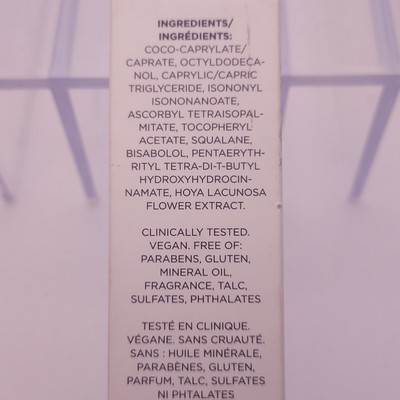 INGREDIENTS/
INGRÉDIENTS:
COCO-CAPRYLATE/
CAPRATE, OCTYLDODECA-
NOL, CAPRYLIC/CAPRIC
TRIGLYCERIDE, ISONONYL
ISONONANOATE,
ASCORBYL TETRAISOPAL-
MITATE, TOCOPHERYL
ACETATE, SQUALANE,
BISABOLOL, PENTAERYTH-
RITYL TETRA-DI-T-BUTYL
HYDROXYHYDROCIN-
NAMATE, HOYA LACUNOSA
FLOWER EXTRACT.
CLINICALLY TESTED.
VEGAN. FREE OF:
PARABENS, GLUTEN,
MINERAL OIL,
FRAGRANCE, TALC,
SULFATES, PHTHALATES
TESTÉ EN CLINIQUE.
VÉGANE. SANS CRUAUTÉ.
SANS : HUILE MINÉRALE,
PARABÈNES, GLUTEN,
PARFUM, TALC, SULFATES
NI PHTALATES